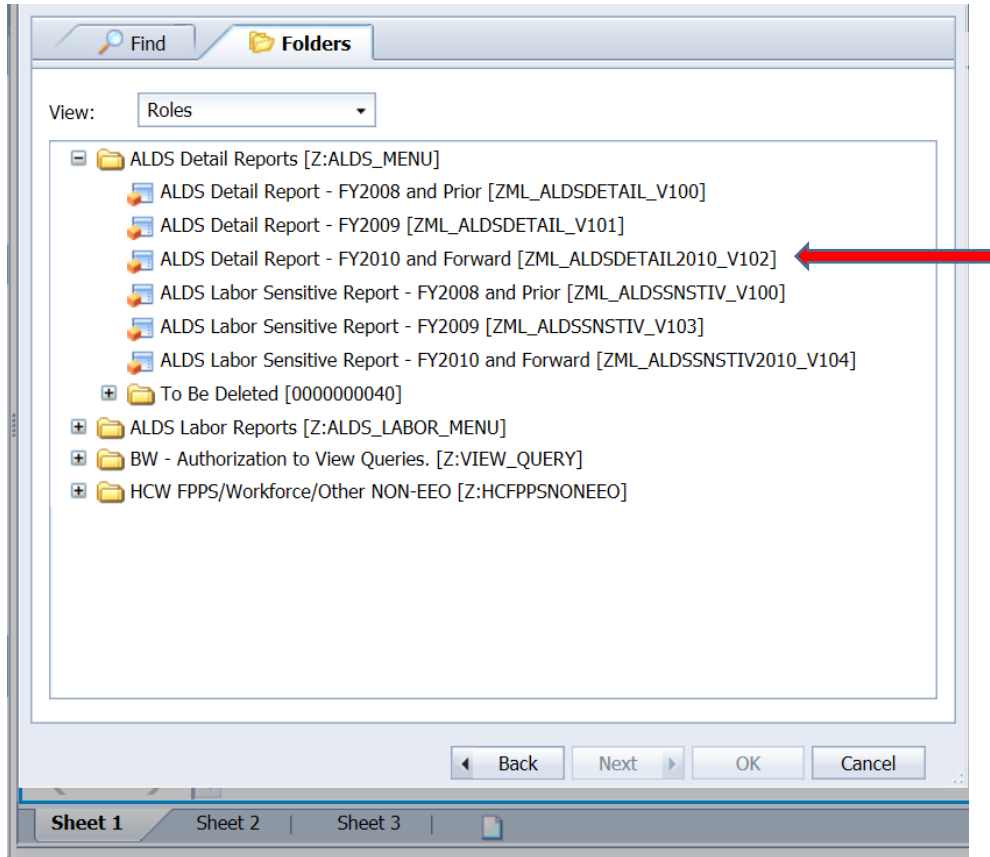 Find Folders
View: Roles
ALDS Detail Reports [Z:ALDS_MENU]
ALDS Detail Report - FY2008 and Prior [ZML_ALDSDETAIL_V100]
ALDS Detail Report - FY2009 [ZML_ALDSDETAIL_V101]
ALDS Detail Report - FY2010 and Forward [ZML_ALDSDETAIL2010_V102]
ALDS Labor Sensitive Report - FY2008 and Prior [ZML_ALDSSNSTIV_V100]
ALDS Labor Sensitive Report - FY2009 [ZML_ALDSSNSTIV_V103]
ALDS Labor Sensitive Report - FY2010 and Forward [ZML_ALDSSNSTIV2010_V104]
To Be Deleted [0000000040]
ALDS Labor Reports [Z:ALDS_LABOR_MENU]
BW - Authorization to View Queries. [Z:VIEW_QUERY]
HCW FPPS/Workforce/Other NON-EEO [Z:HCFPPSNONEEO]
Back Next OK Cancel
Sheet 1 Sheet 2 | Sheet 3 |